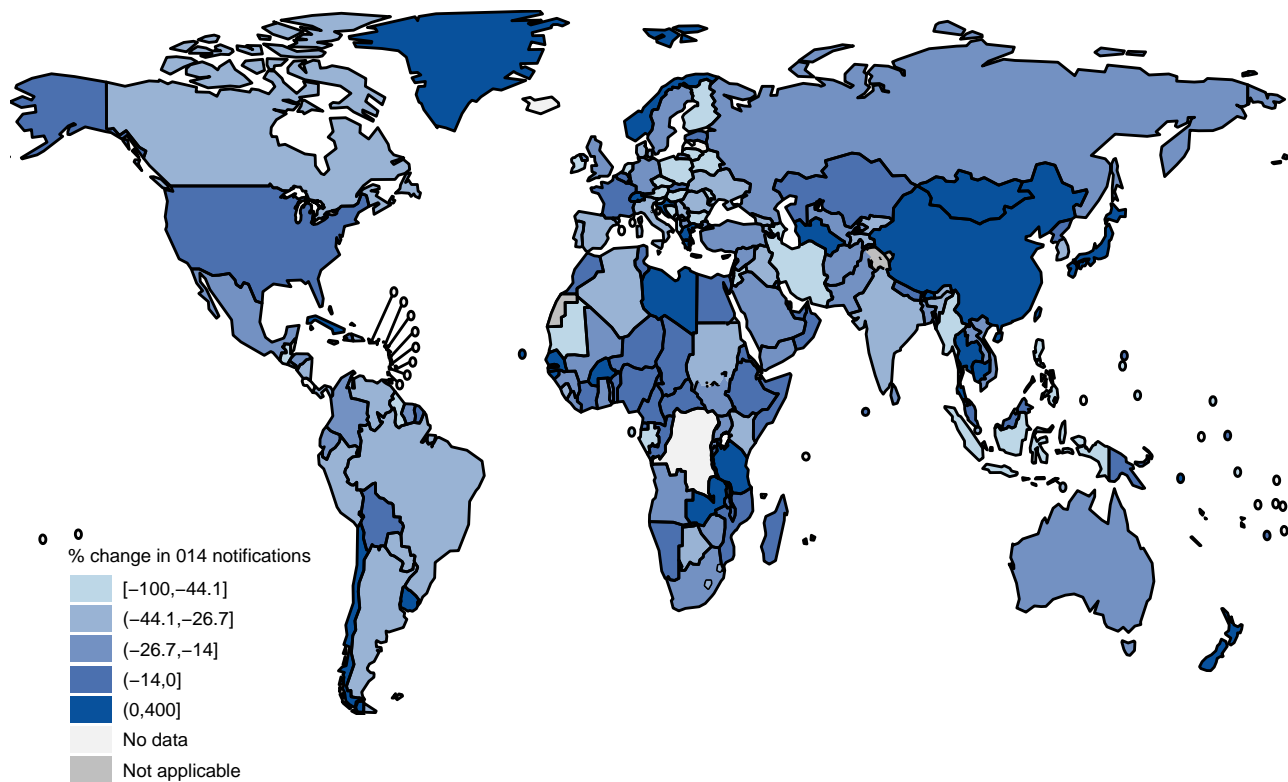 % change in 014 notifications
[−100,−44.1]
(−44.1,−26.7]
(−26.7,−14]
(−14,0]
(0,400]
No data
Not applicable